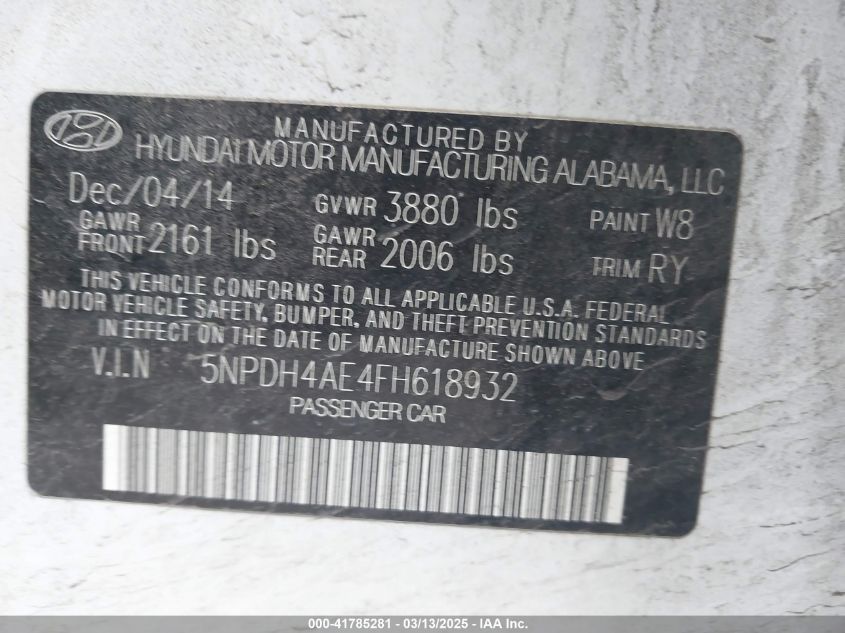 MANUFACTURED BY
HYUNDAI MOTOR MANUFACTURING ALABAMA, LLC
Dec/04/14 GVWR 3880 lbs PAINT W8
GAWR FRONT 2161 lbs GAWR REAR 2006 lbs TRIM RY
THIS VEHICLE CONFORMS TO ALL APPLICABLE U.S.A. FEDERAL
MOTOR VEHICLE SAFETY, BUMPER, AND THEFT PREVENTION STANDARDS
IN EFFECT ON THE DATE OF MANUFACTURE SHOWN ABOVE
V.I.N 5NPDH4AE4FH618932
PASSENGER CAR
000-41785281 - 03/13/2025 - IAA Inc.